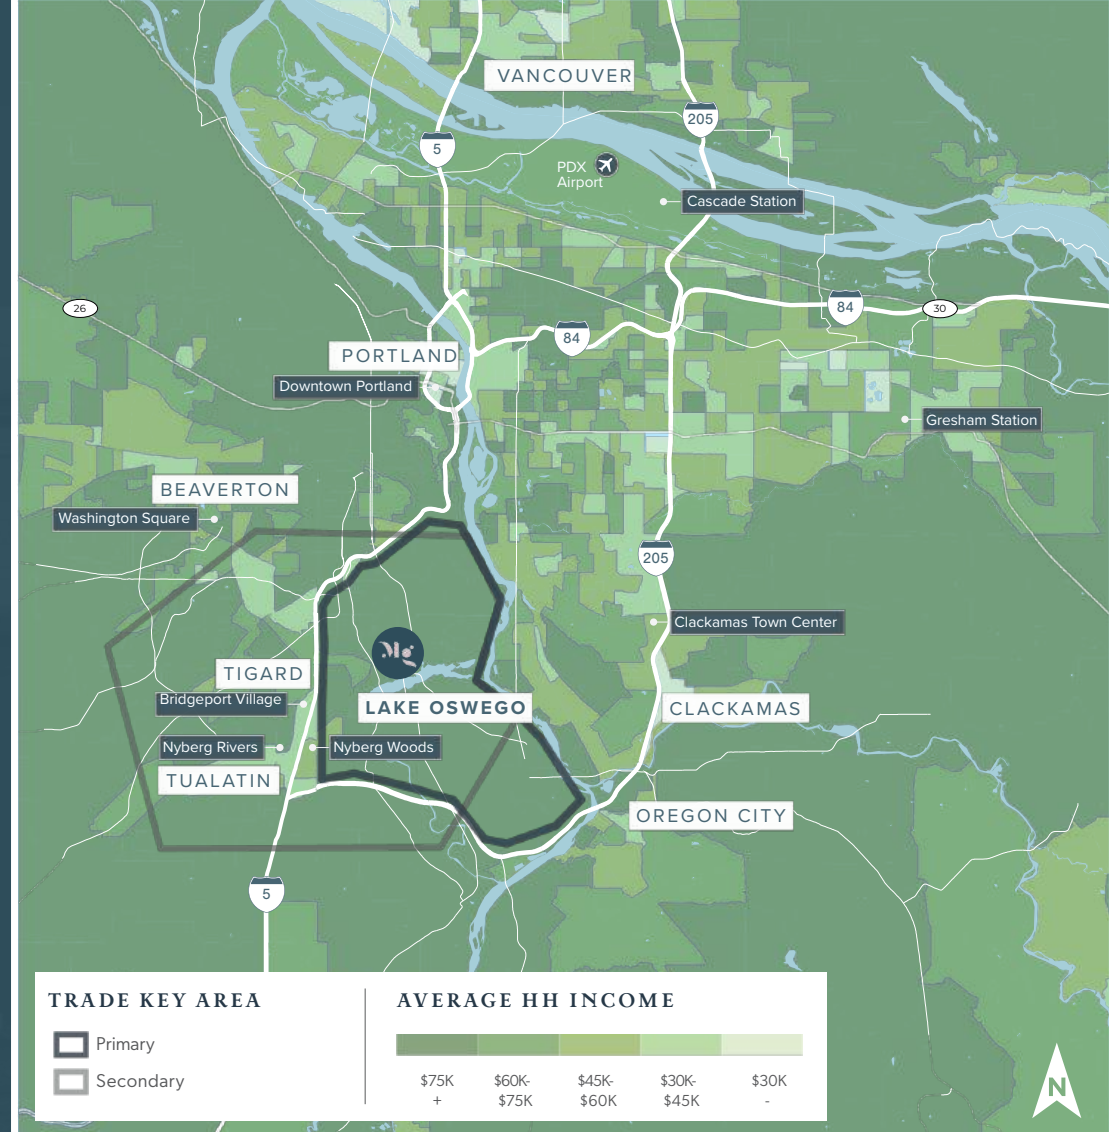 VANCOUVER
205
5
PDX
Airport
Cascade Station
26
84
30
84
PORTLAND
Downtown Portland
Gresham Station
BEAVERTON
Washington Square
205
Clackamas Town Center
Mg
TIGARD
Bridgeport Village
LAKE OSWEGO
CLACKAMAS
Nyberg Rivers
Nyberg Woods
TUALATIN
OREGON CITY
5
TRADE KEY AREA
Primary
Secondary
AVERAGE HH INCOME
$75K
+
$60K-
$75K
$45K-
$60K
$30K-
$45K
$30K
-
N